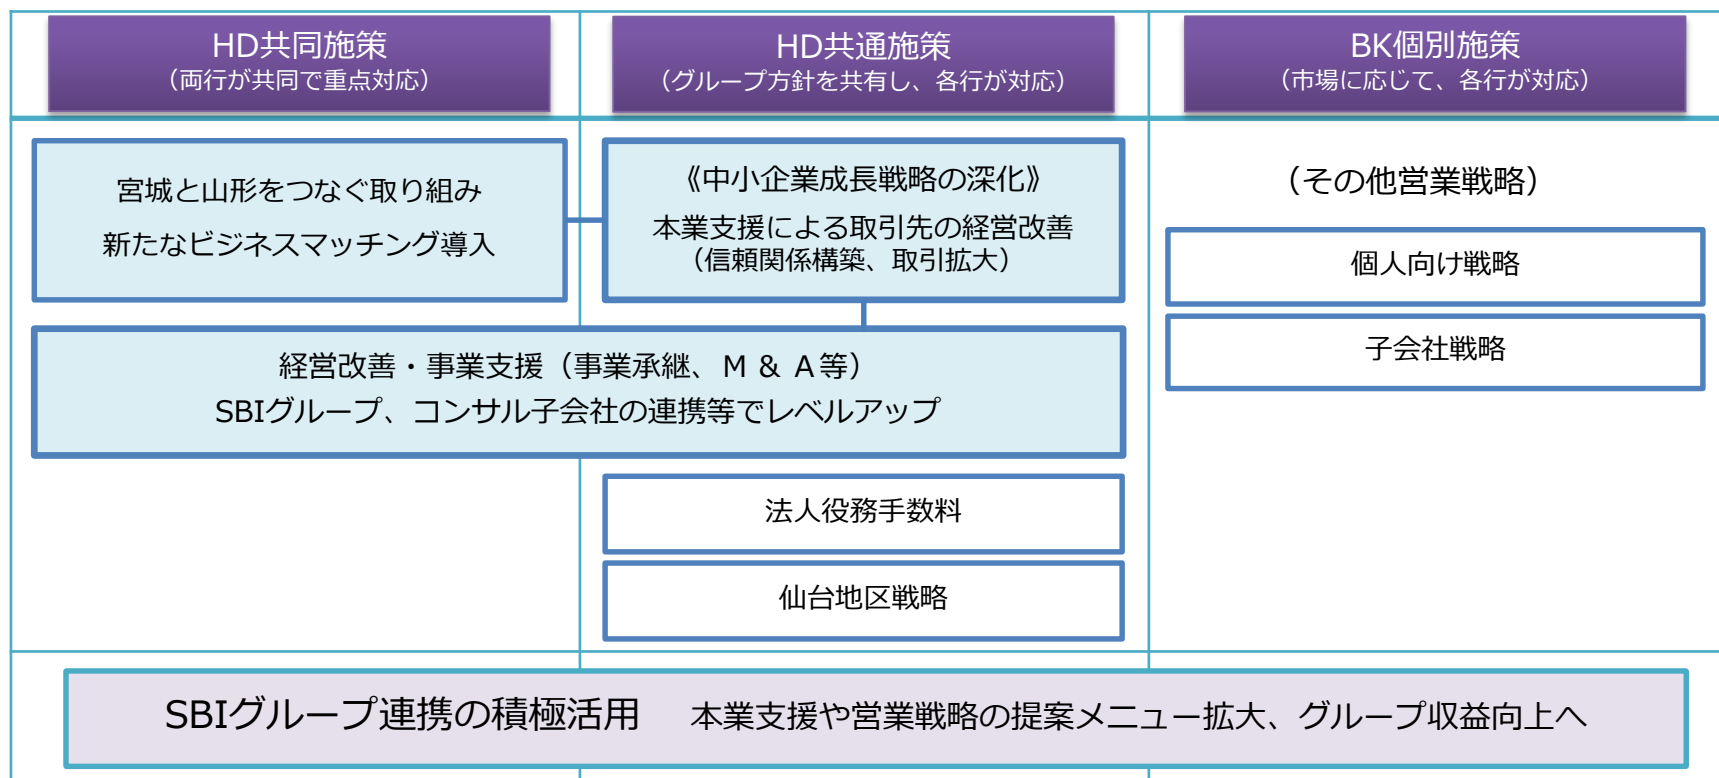 HD共同施策
（両行が共同で重点対応）
HD共通施策
（グループ方針を共有し、各行が対応）
BK個別施策
（市場に応じて、各行が対応）
宮城と山形をつなぐ取り組み
新たなビジネスマッチング導入
《中小企業成長戦略の深化》
本業支援による取引先の経営改善
（信頼関係構築、取引拡大）
（その他営業戦略）
個人向け戦略
子会社戦略
経営改善・事業支援（事業承継、Ｍ＆Ａ等）
SBIグループ、コンサル子会社の連携等でレベルアップ
法人役務手数料
仙台地区戦略
SBIグループ連携の積極活用　本業支援や営業戦略の提案メニュー拡大、グループ収益向上へ